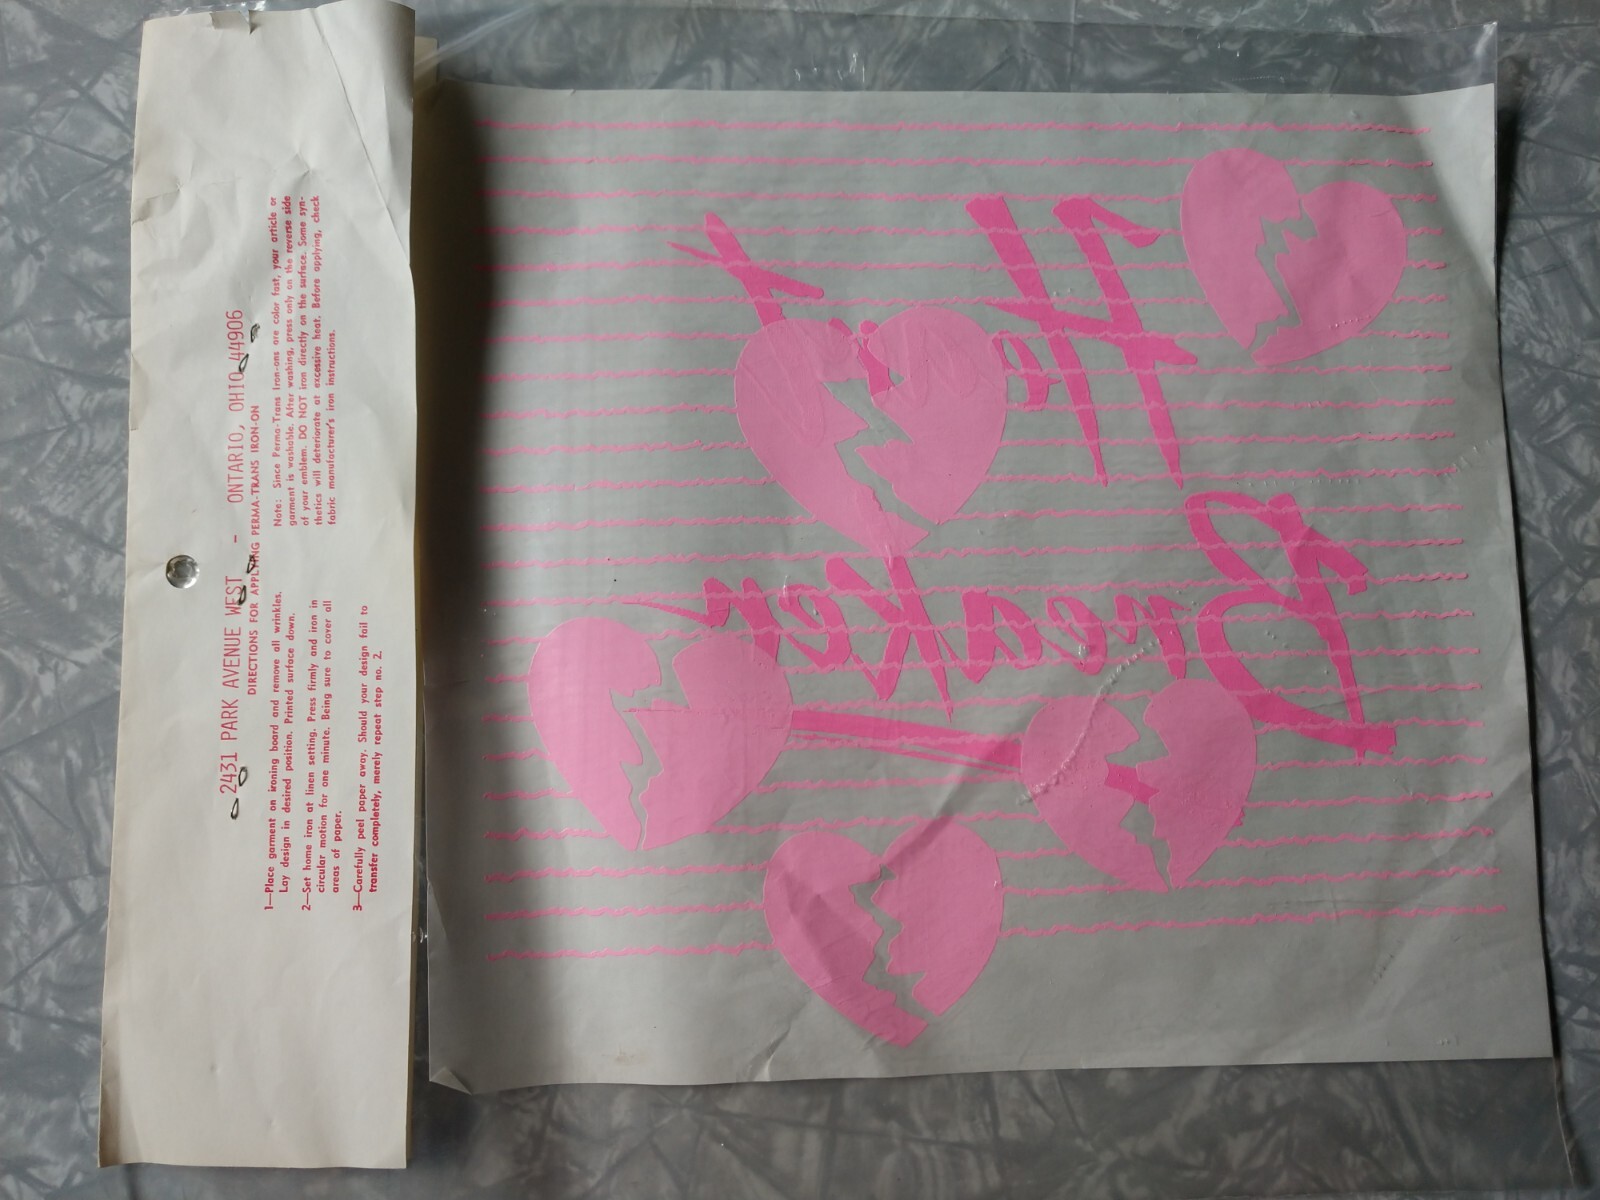 2431 PARK AVENUE WEST - ONTARIO, OHIO 44906
DIRECTIONS FOR APPLYING PERMA-TRANS IRON-ON
1—Place garment on ironing board and remove all wrinkles.
Lay design in desired position. Printed surface down.
2—Set home iron at linen setting. Press firmly and iron in
circular motion for one minute. Being sure to cover all
areas of paper.
3—Carefully peel paper away. Should your design fail to
transfer completely, merely repeat step no. 2.
Note: Since Perma-Trans Iron-ons are color fast, your article or
garment is washable. After washing, press only on the reverse side
of your emblem. DO NOT iron directly on the surface. Some syn-
thetics will deteriorate at excessive heat. Before applying, check
fabric manufacturer's iron instructions.
Breaker